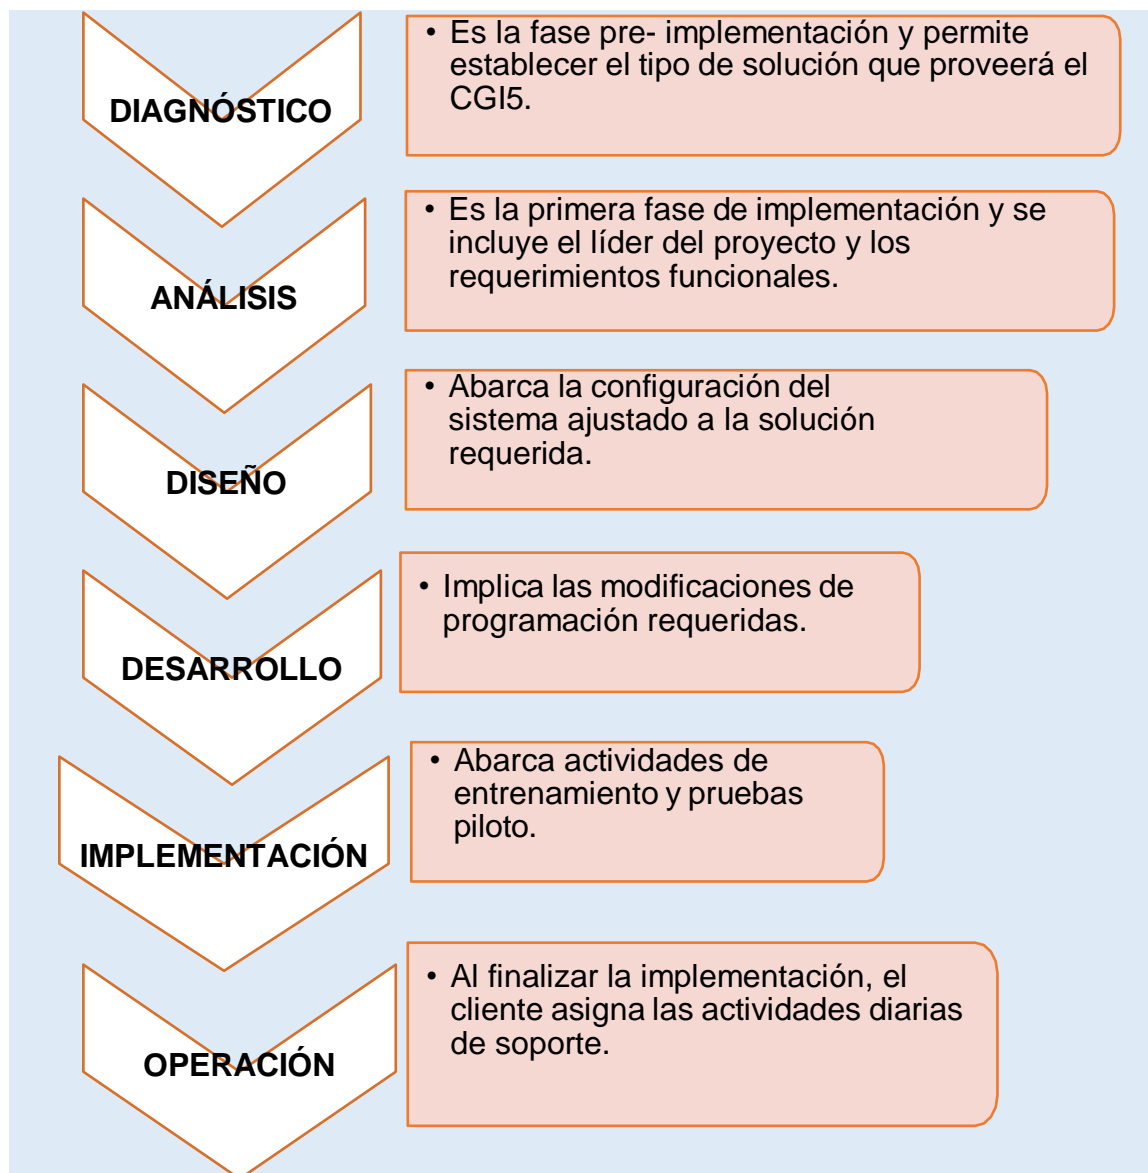 DIAGNÓSTICO
• Es la fase pre- implementación y permite
establecer el tipo de solución que proveerá el
CGI5.
ANÁLISIS
• Es la primera fase de implementación y se
incluye el líder del proyecto y los
requerimientos funcionales.
DISEÑO
• Abarca la configuración del
sistema ajustado a la solución
requerida.
DESARROLLO
• Implica las modificaciones de
programación requeridas.
IMPLEMENTACIÓN
• Abarca actividades de
entrenamiento y pruebas
piloto.
OPERACIÓN
• Al finalizar la implementación, el
cliente asigna las actividades diarias
de soporte.